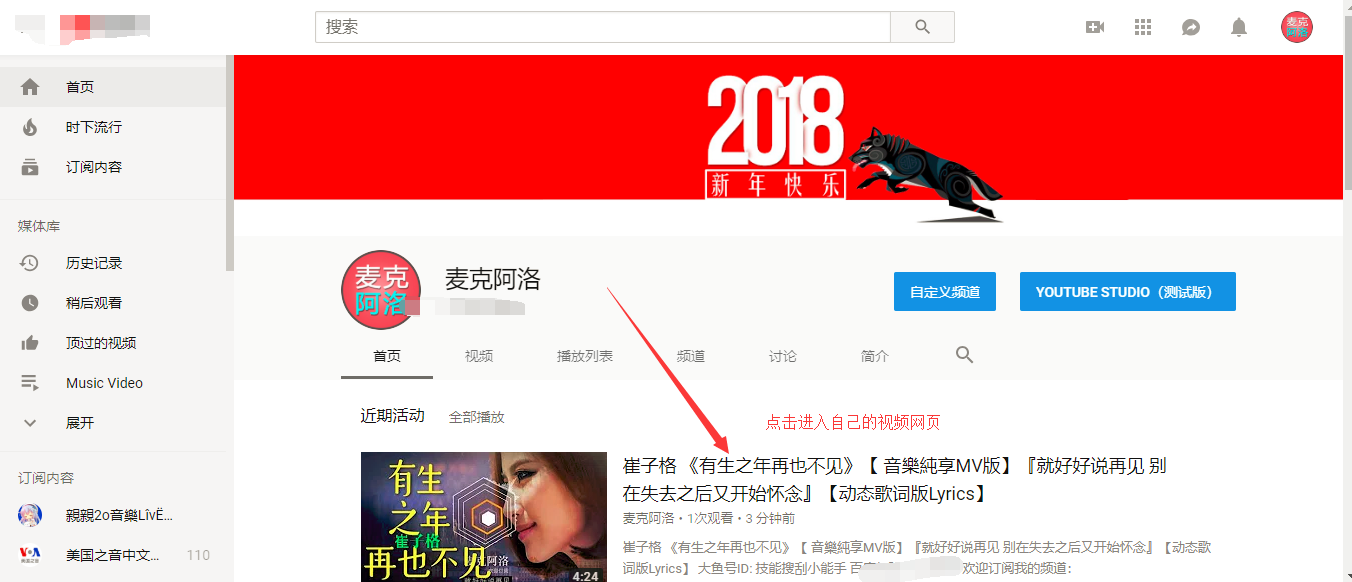 搜索
麦克
阿洛
首页
时下流行
订阅内容
媒体库
历史记录
稍后观看
顶过的视频
Music Video
展开
订阅内容
親親2o音樂LîvË...
VOA
美国之音中文... 110
2018
新年快乐
麦克
阿洛
麦克阿洛
自定义频道
YOUTUBE STUDIO（测试版）
首页 视频 播放列表 频道 讨论 简介
近期活动 全部播放
点击进入自己的视频网页
有生
之年
崔子格
再也不见
4:24
崔子格 《有生之年再也不见》【 音樂純享MV版】『就好好说再见 别
在失去之后又开始怀念』【动态歌词版Lyrics】
麦克阿洛 • 1次观看 • 3 分钟前
崔子格 《有生之年再也不见》【 音樂純享MV版】『就好好说再见 别在失去之后又开始怀念』【动态歌
词版Lyrics】 大鱼号ID: 技能搜刮小能手 欢迎订阅我的频道：